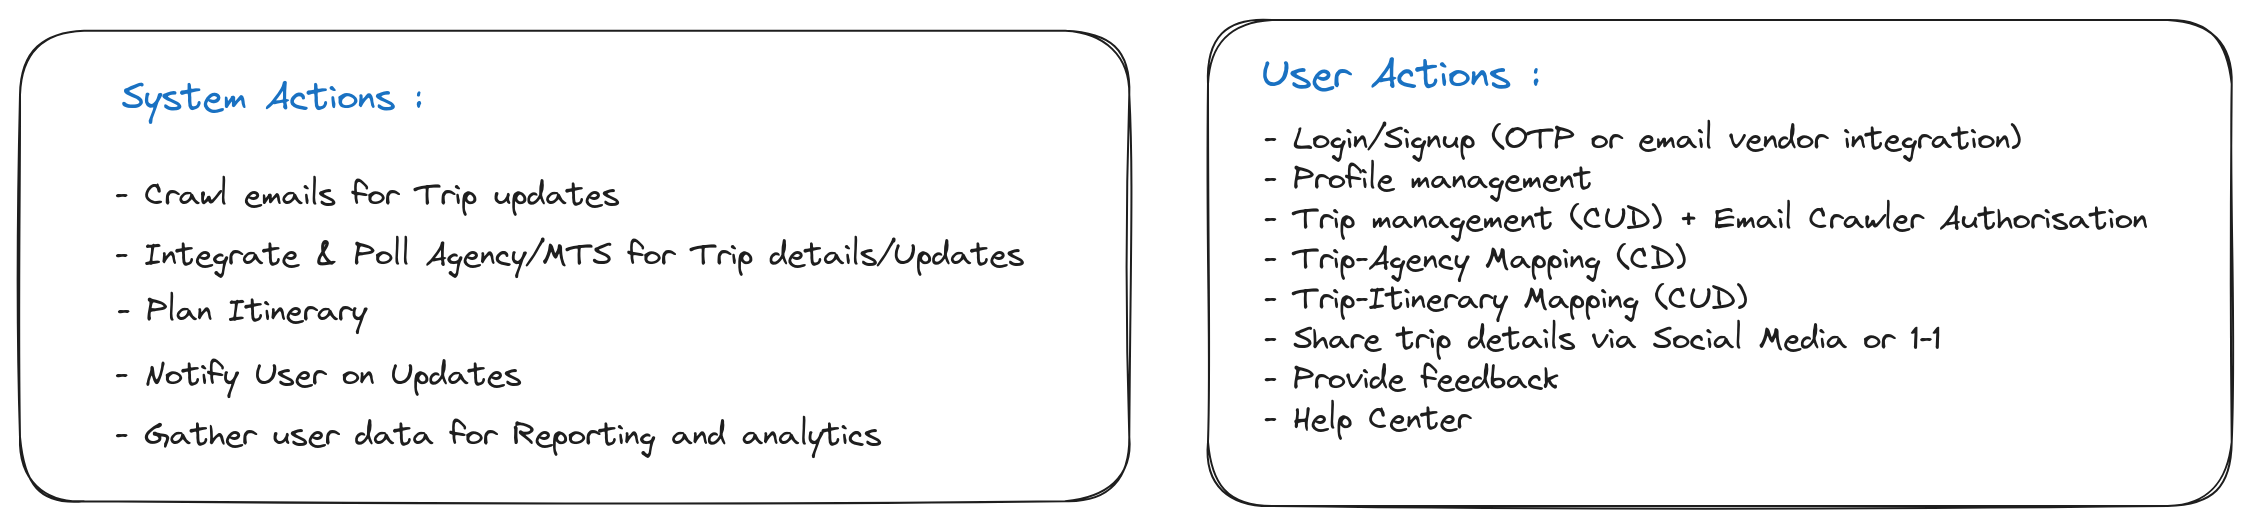 System Actions :
- Crawl emails for Trip updates
- Integrate & Poll Agency/MTS for Trip details/Updates
- Plan Itinerary
- Notify User on Updates
- Gather user data for Reporting and analytics
User Actions :
- Login/Signup (OTP or email vendor integration)
- Profile management
- Trip management (CUD) + Email Crawler Authorisation
- Trip-Agency Mapping (CD)
- Trip-Itinerary Mapping (CUD)
- Share trip details via Social Media or 1-1
- Provide feedback
- Help Center